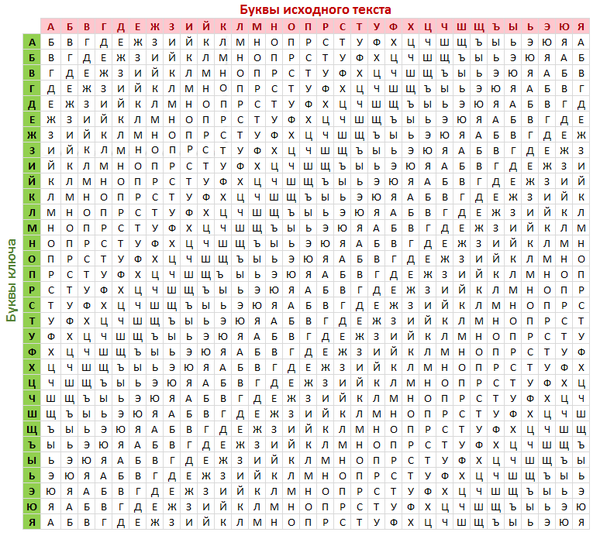 Буквы исходного текста
А Б В Г Д Е Ж З И Й К Л М Н О П Р С Т У Ф Х Ц Ч Ш Щ Ъ Ы Ь Э Ю Я
Буквы ключа
А Б В Г Д Е Ж З И Й К Л М Н О П Р С Т У Ф Х Ц Ч Ш Щ Ъ Ы Ь Э Ю Я А
Б В Г Д Е Ж З И Й К Л М Н О П Р С Т У Ф Х Ц Ч Ш Щ Ъ Ы Ь Э Ю Я А Б
В Г Д Е Ж З И Й К Л М Н О П Р С Т У Ф Х Ц Ч Ш Щ Ъ Ы Ь Э Ю Я А Б В
Г Д Е Ж З И Й К Л М Н О П Р С Т У Ф Х Ц Ч Ш Щ Ъ Ы Ь Э Ю Я А Б В Г
Д Е Ж З И Й К Л М Н О П Р С Т У Ф Х Ц Ч Ш Щ Ъ Ы Ь Э Ю Я А Б В Г Д
Е Ж З И Й К Л М Н О П Р С Т У Ф Х Ц Ч Ш Щ Ъ Ы Ь Э Ю Я А Б В Г Д Е
Ж З И Й К Л М Н О П Р С Т У Ф Х Ц Ч Ш Щ Ъ Ы Ь Э Ю Я А Б В Г Д Е Ж
З И Й К Л М Н О П Р С Т У Ф Х Ц Ч Ш Щ Ъ Ы Ь Э Ю Я А Б В Г Д Е Ж З
И Й К Л М Н О П Р С Т У Ф Х Ц Ч Ш Щ Ъ Ы Ь Э Ю Я А Б В Г Д Е Ж З И
Й К Л М Н О П Р С Т У Ф Х Ц Ч Ш Щ Ъ Ы Ь Э Ю Я А Б В Г Д Е Ж З И Й
К Л М Н О П Р С Т У Ф Х Ц Ч Ш Щ Ъ Ы Ь Э Ю Я А Б В Г Д Е Ж З И Й К
Л М Н О П Р С Т У Ф Х Ц Ч Ш Щ Ъ Ы Ь Э Ю Я А Б В Г Д Е Ж З И Й К Л
М Н О П Р С Т У Ф Х Ц Ч Ш Щ Ъ Ы Ь Э Ю Я А Б В Г Д Е Ж З И Й К Л М
Н О П Р С Т У Ф Х Ц Ч Ш Щ Ъ Ы Ь Э Ю Я А Б В Г Д Е Ж З И Й К Л М Н
О П Р С Т У Ф Х Ц Ч Ш Щ Ъ Ы Ь Э Ю Я А Б В Г Д Е Ж З И Й К Л М Н О
П Р С Т У Ф Х Ц Ч Ш Щ Ъ Ы Ь Э Ю Я А Б В Г Д Е Ж З И Й К Л М Н О П
Р С Т У Ф Х Ц Ч Ш Щ Ъ Ы Ь Э Ю Я А Б В Г Д Е Ж З И Й К Л М Н О П Р
С Т У Ф Х Ц Ч Ш Щ Ъ Ы Ь Э Ю Я А Б В Г Д Е Ж З И Й К Л М Н О П Р С
Т У Ф Х Ц Ч Ш Щ Ъ Ы Ь Э Ю Я А Б В Г Д Е Ж З И Й К Л М Н О П Р С Т
У Ф Х Ц Ч Ш Щ Ъ Ы Ь Э Ю Я А Б В Г Д Е Ж З И Й К Л М Н О П Р С Т У
Ф Х Ц Ч Ш Щ Ъ Ы Ь Э Ю Я А Б В Г Д Е Ж З И Й К Л М Н О П Р С Т У Ф
Х Ц Ч Ш Щ Ъ Ы Ь Э Ю Я А Б В Г Д Е Ж З И Й К Л М Н О П Р С Т У Ф Х
Ц Ч Ш Щ Ъ Ы Ь Э Ю Я А Б В Г Д Е Ж З И Й К Л М Н О П Р С Т У Ф Х Ц
Ч Ш Щ Ъ Ы Ь Э Ю Я А Б В Г Д Е Ж З И Й К Л М Н О П Р С Т У Ф Х Ц Ч
Ш Щ Ъ Ы Ь Э Ю Я А Б В Г Д Е Ж З И Й К Л М Н О П Р С Т У Ф Х Ц Ч Ш
Щ Ъ Ы Ь Э Ю Я А Б В Г Д Е Ж З И Й К Л М Н О П Р С Т У Ф Х Ц Ч Ш Щ
Ъ Ы Ь Э Ю Я А Б В Г Д Е Ж З И Й К Л М Н О П Р С Т У Ф Х Ц Ч Ш Щ Ъ
Ы Ь Э Ю Я А Б В Г Д Е Ж З И Й К Л М Н О П Р С Т У Ф Х Ц Ч Ш Щ Ъ Ы
Ь Э Ю Я А Б В Г Д Е Ж З И Й К Л М Н О П Р С Т У Ф Х Ц Ч Ш Щ Ъ Ы Ь
Э Ю Я А Б В Г Д Е Ж З И Й К Л М Н О П Р С Т У Ф Х Ц Ч Ш Щ Ъ Ы Ь Э
Ю Я А Б В Г Д Е Ж З И Й К Л М Н О П Р С Т У Ф Х Ц Ч Ш Щ Ъ Ы Ь Э Ю
Я А Б В Г Д Е Ж З И Й К Л М Н О П Р С Т У Ф Х Ц Ч Ш Щ Ъ Ы Ь Э Ю Я